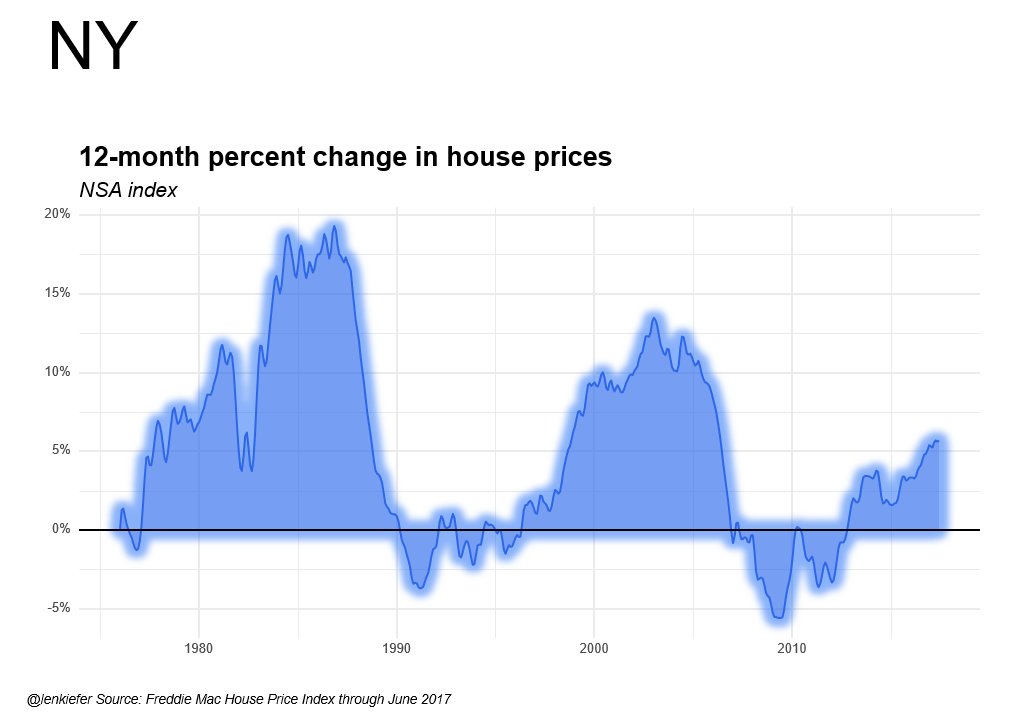 NY
12-month percent change in house prices
NSA index
20%
15%
10%
5%
0%
-5%
1980 1990 2000 2010
@lenkiefer Source: Freddie Mac House Price Index through June 2017